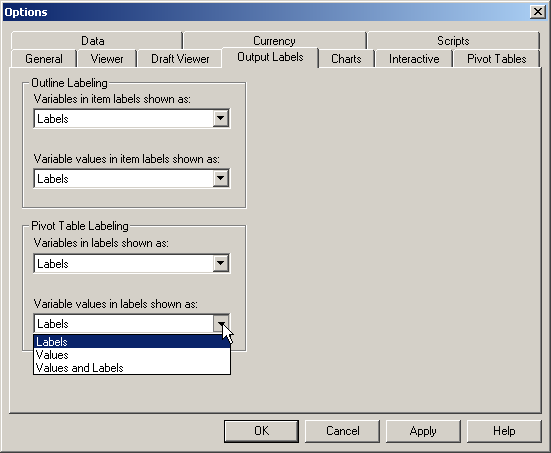 Options
Data Currency Scripts
General Viewer Draft Viewer Output Labels Charts Interactive Pivot Tables
Outline Labeling
Variables in item labels shown as:
Labels
Variable values in item labels shown as:
Labels
Pivot Table Labeling
Variables in labels shown as:
Labels
Variable values in labels shown as:
Labels
Labels
Values
Values and Labels
OK Cancel Apply Help